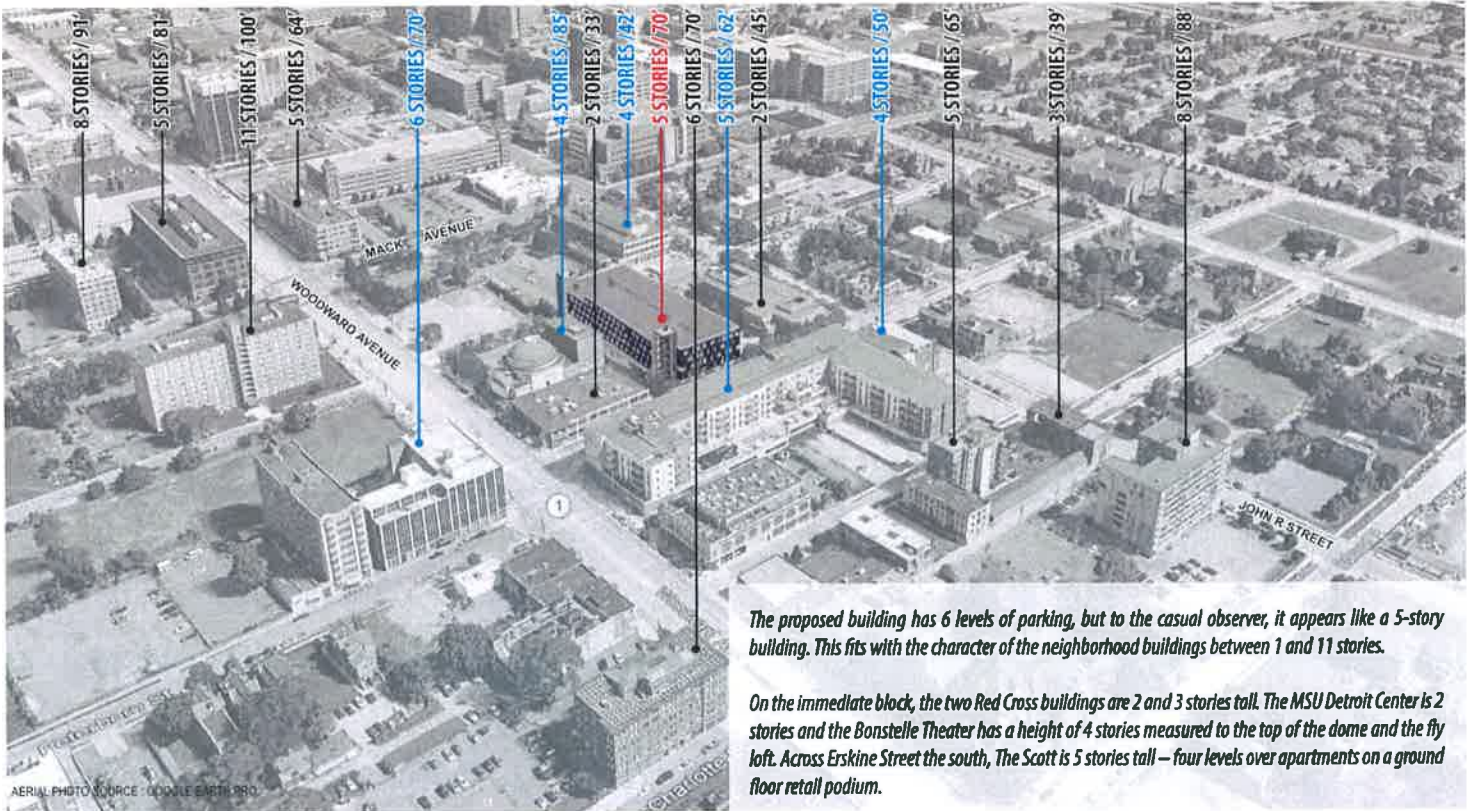 8 STORIES / 91'
5 STORIES / 81
11 STORIES / 100'
5 STORIES / 64'
6 STORIES / 70'
4 STORIES / 85'
2 STORIES / 33'
4 STORIES / 42'
5 STORIES / 70'
6 STORIES / 70'
5 STORIES / 62'
2 STORIES / 45'
4 STORIES / 50'
5 STORIES / 65'
3 STORIES / 39'
8 STORIES / 88'
MACK AVENUE
WOODWARD AVENUE
1
JOHN R STREET
The proposed building has 6 levels of parking, but to the casual observer, it appears like a 5-story
building. This fits with the character of the neighborhood buildings between 1 and 11 stories.
On the immediate block, the two Red Cross buildings are 2 and 3 stories tall. The MSU Detroit Center is 2
stories and the Bonstelle Theater has a height of 4 stories measured to the top of the dome and the fly
loft. Across Erskine Street the south, The Scott is 5 stories tall – four levels over apartments on a ground
floor retail podium.
Charlotte
AERIAL PHOTO SOURCE : GOOGLE EARTH PRO